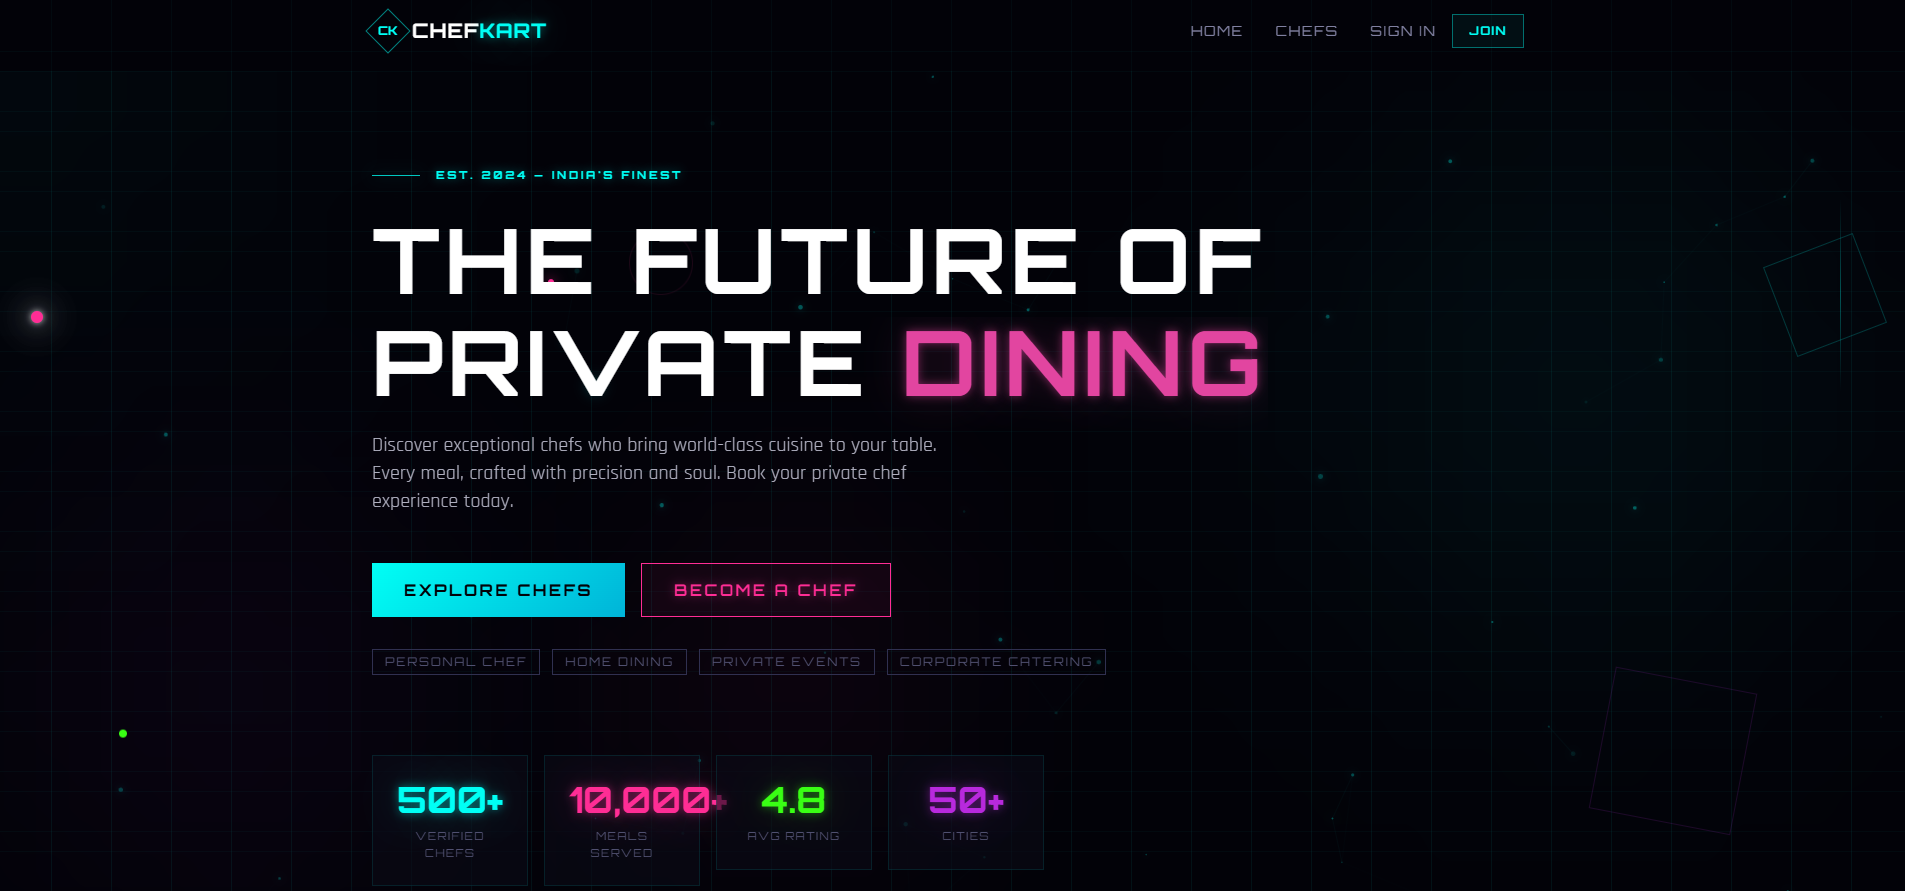 CK CHEFKART
HOME CHEFS SIGN IN JOIN
EST. 2024 — INDIA'S FINEST
THE FUTURE OF
PRIVATE DINING
Discover exceptional chefs who bring world-class cuisine to your table.
Every meal, crafted with precision and soul. Book your private chef
experience today.
EXPLORE CHEFS BECOME A CHEF
PERSONAL CHEF HOME DINING PRIVATE EVENTS CORPORATE CATERING
500+ 10,000+ 4.8 50+
VERIFIED MEALS AVG RATING CITIES
CHEFS SERVED